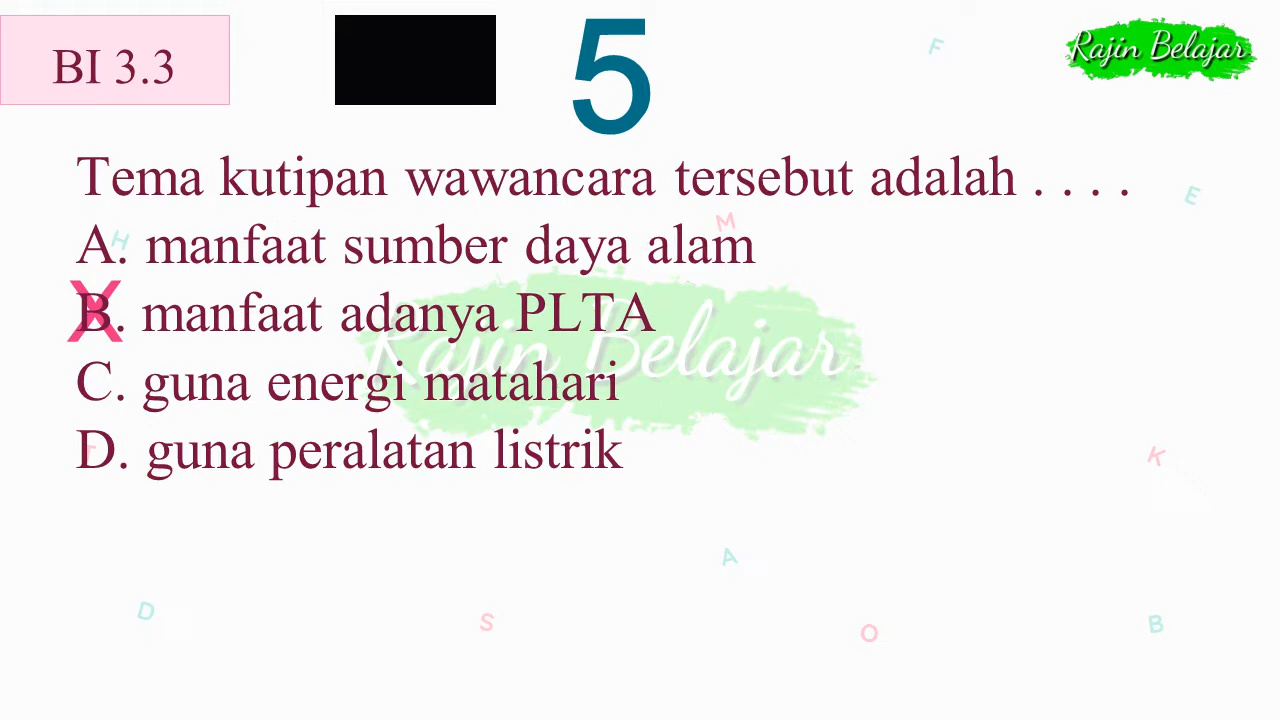 BI 3.3
5
Rajin Belajar
Tema kutipan wawancara tersebut adalah . . . .
A. manfaat sumber daya alam
B. manfaat adanya PLTA
C. guna energi matahari
D. guna peralatan listrik
Rajin Belajar
X
F
E
H
M
T
K
A
D
S
O
B